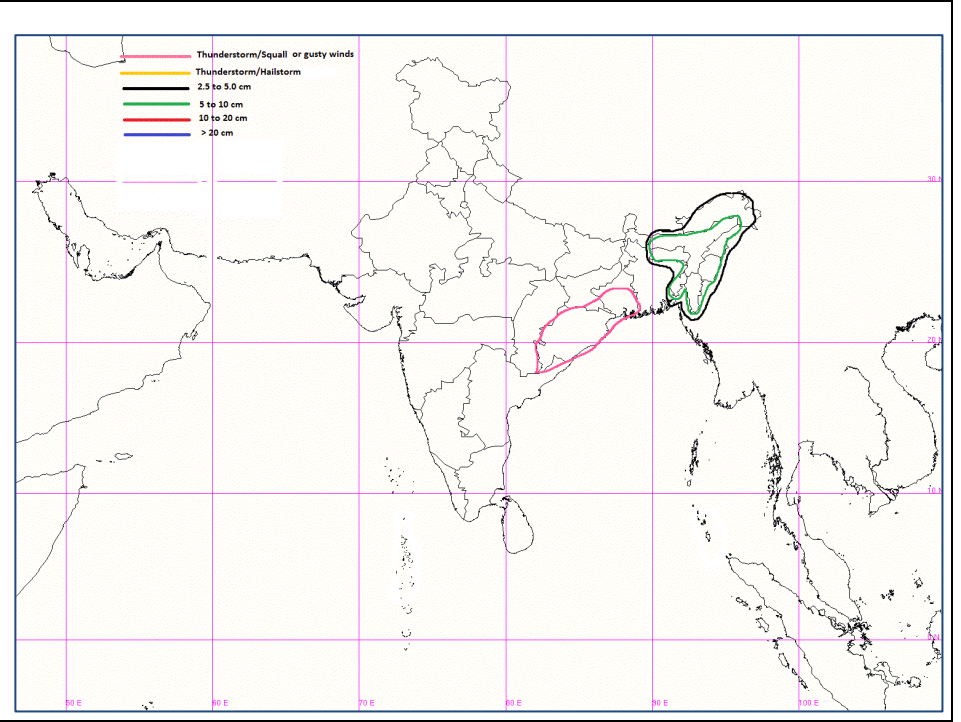 Thunderstorm/Squall or gusty winds
Thunderstorm/Hailstorm
2.5 to 5.0 cm
5 to 10 cm
10 to 20 cm
> 20 cm
30 N
20 N
10 N
50 E
60 E
70 E
80 E
90 E
100 E